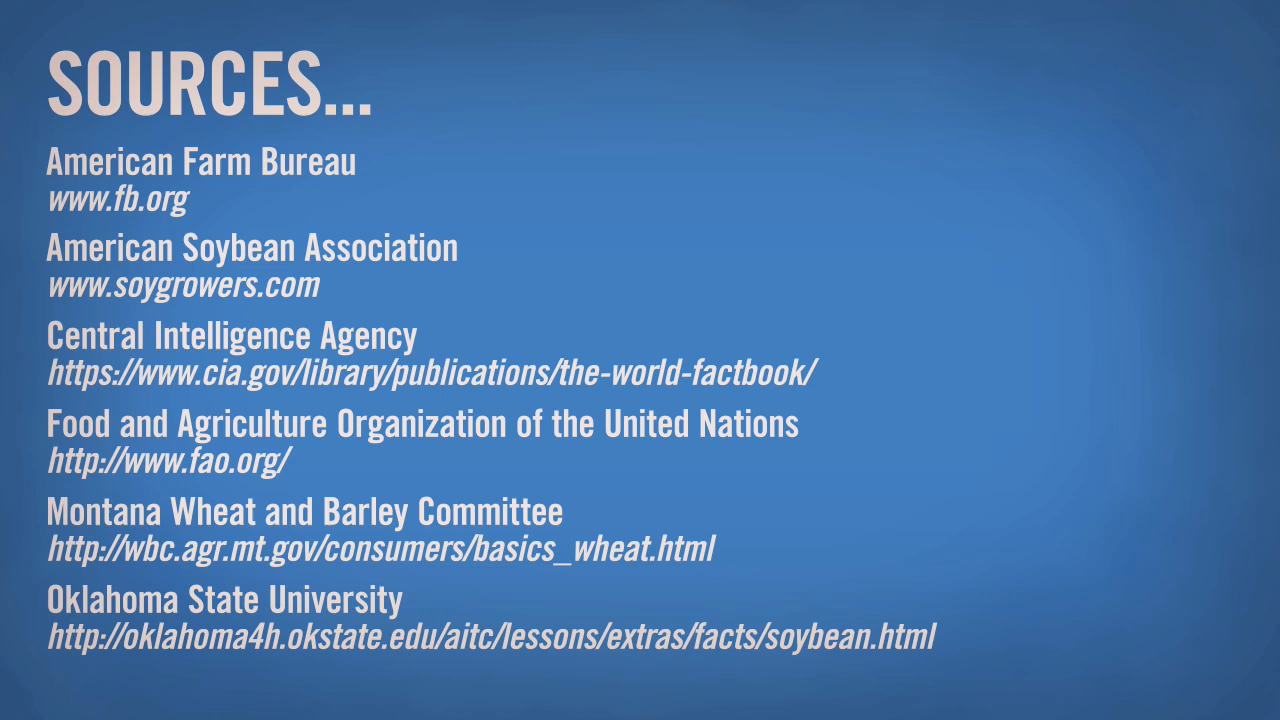 SOURCES...
American Farm Bureau
www.fb.org
American Soybean Association
www.soygrowers.com
Central Intelligence Agency
https://www.cia.gov/library/publications/the-world-factbook/
Food and Agriculture Organization of the United Nations
http://www.fao.org/
Montana Wheat and Barley Committee
http://wbc.agr.mt.gov/consumers/basics_wheat.html
Oklahoma State University
http://oklahoma4h.okstate.edu/aitc/lessons/extras/facts/soybean.html